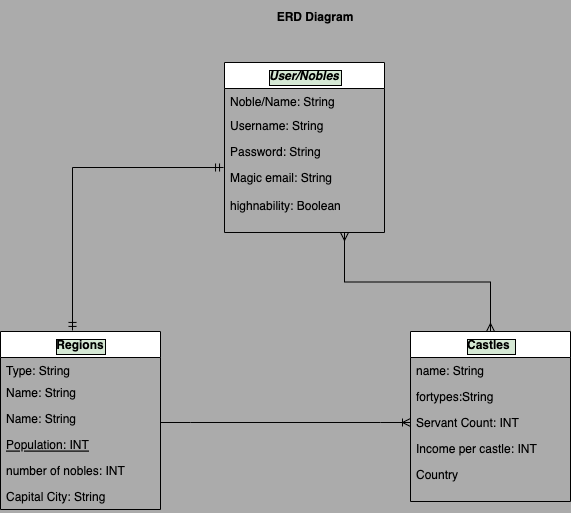 ERD Diagram
User/Nobles
Noble/Name: String
Username: String
Password: String
Magic email: String
highnability: Boolean
Regions
Type: String
Name: String
Name: String
Population: INT
number of nobles: INT
Capital City: String
Castles
name: String
fortypes:String
Servant Count: INT
Income per castle: INT
Country